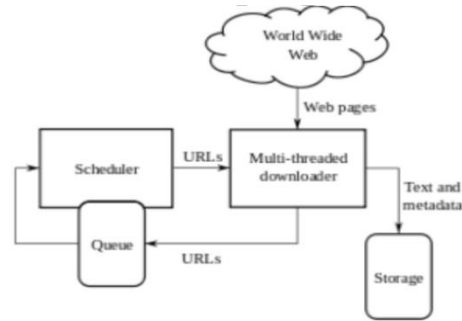 World Wide
Web
Web pages
Scheduler
URLs
Multi-threaded
downloader
Text and
metadata
Queue
URLs
Storage